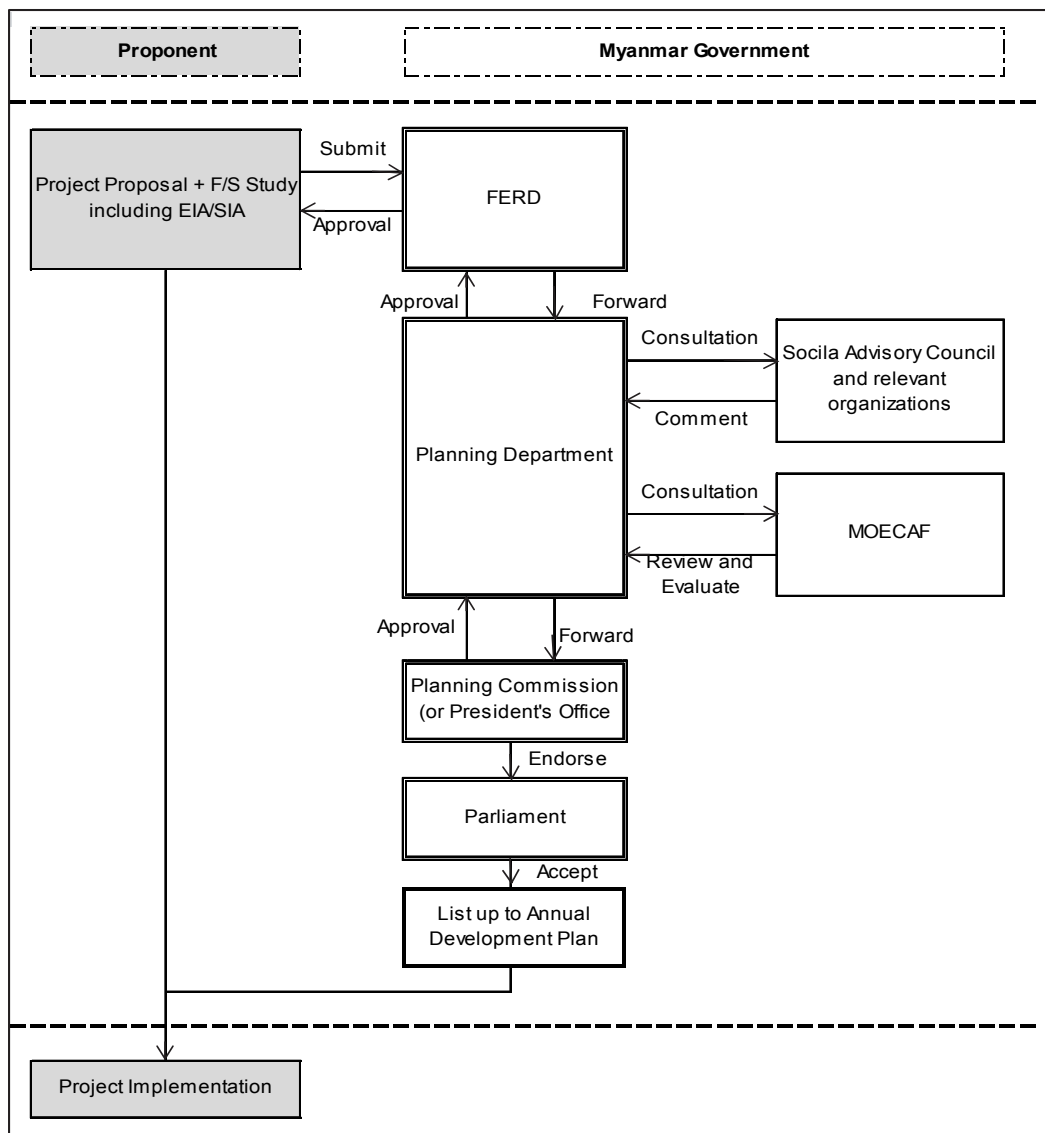 Proponent
Myanmar Government
Project Proposal + F/S Study
including EIA/SIA
Submit
Approval
FERD
Approval
Forward
Planning Department
Consultation
Comment
Socila Advisory Council
and relevant
organizations
Consultation
Review and
Evaluate
MOECAF
Approval
Forward
Planning Commission
(or President's Office
Endorse
Parliament
Accept
List up to Annual
Development Plan
Project Implementation